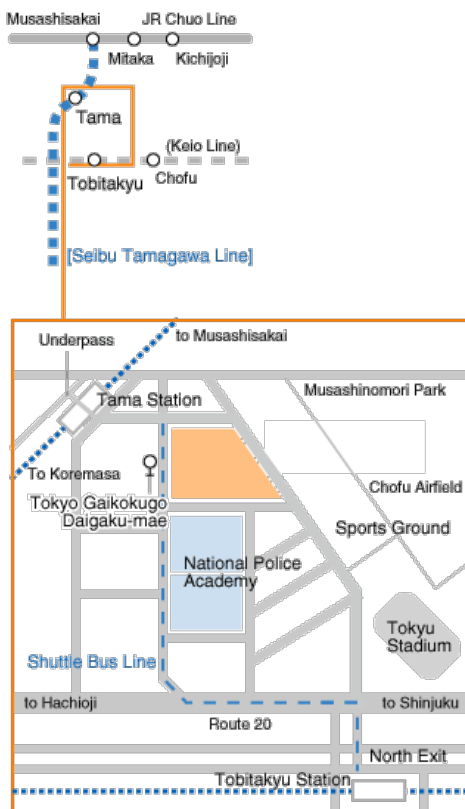 Musashisakai
JR Chuo Line
Mitaka
Kichijoji
Tama
(Keio Line)
Tobitakyu
Chofu
[Seibu Tamagawa Line]
Underpass
to Musashisakai
Tama Station
Musashinomori Park
To Koremasa
Chofu Airfield
Tokyo Gaikokugo
Daigaku-mae
Sports Ground
National Police
Academy
Tokyu
Stadium
Shuttle Bus Line
to Hachioji
to Shinjuku
Route 20
North Exit
Tobitakyu Station